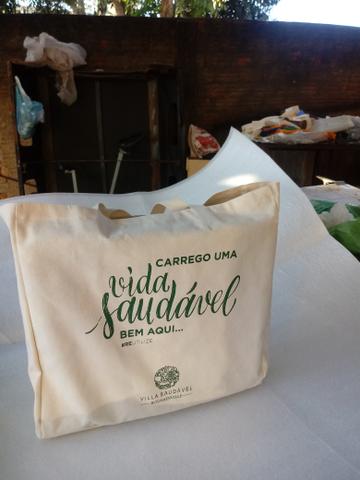 CARREGO UMA
vida
saudável
BEM AQUI...
#REUTILIZE
VILLA SAUDÁVEL